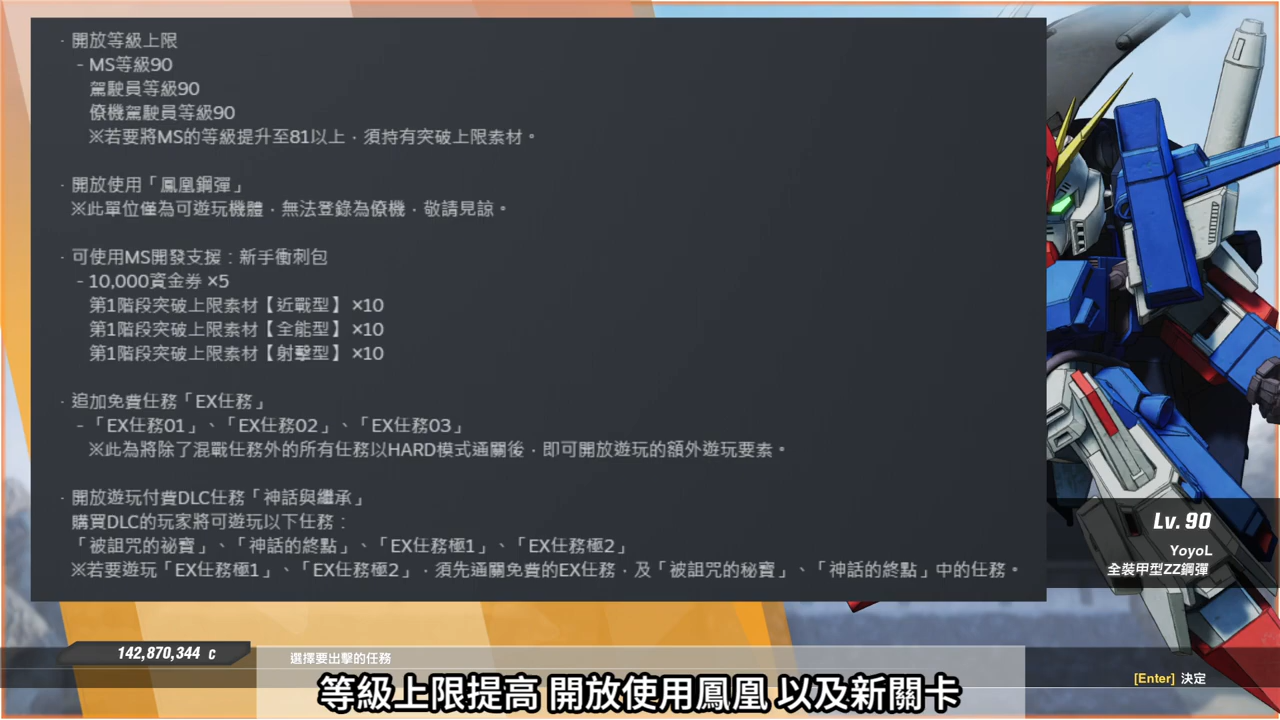 · 開放等級上限
- MS等級90
駕駛員等級90
僚機駕駛員等級90
※若要將MS的等級提升至81以上，須持有突破上限素材。
· 開放使用「鳳凰鋼彈」
※此單位僅為可遊玩機體，無法登錄為僚機，敬請見諒。
· 可使用MS開發支援：新手衝刺包
- 10,000資金券 ×5
第1階段突破上限素材【近戰型】 ×10
第1階段突破上限素材【全能型】 ×10
第1階段突破上限素材【射擊型】 ×10
· 追加免費任務「EX任務」
- 「EX任務01」、「EX任務02」、「EX任務03」
※此為將除了混戰任務外的所有任務以HARD模式通關後，即可開放遊玩的額外遊玩要素。
· 開放遊玩付費DLC任務「神話與繼承」
購買DLC的玩家將可遊玩以下任務：
「被詛咒的祕寶」、「神話的終點」、「EX任務極1」、「EX任務極2」
※若要遊玩「EX任務極1」、「EX任務極2」，須先通關免費的EX任務，及「被詛咒的秘寶」、「神話的終點」中的任務。
Lv. 90
YoyoL
全裝甲型ZZ鋼彈
142,870,344 C
選擇要出擊的任務
[Enter] 決定
等級上限提高 開放使用鳳凰 以及新關卡